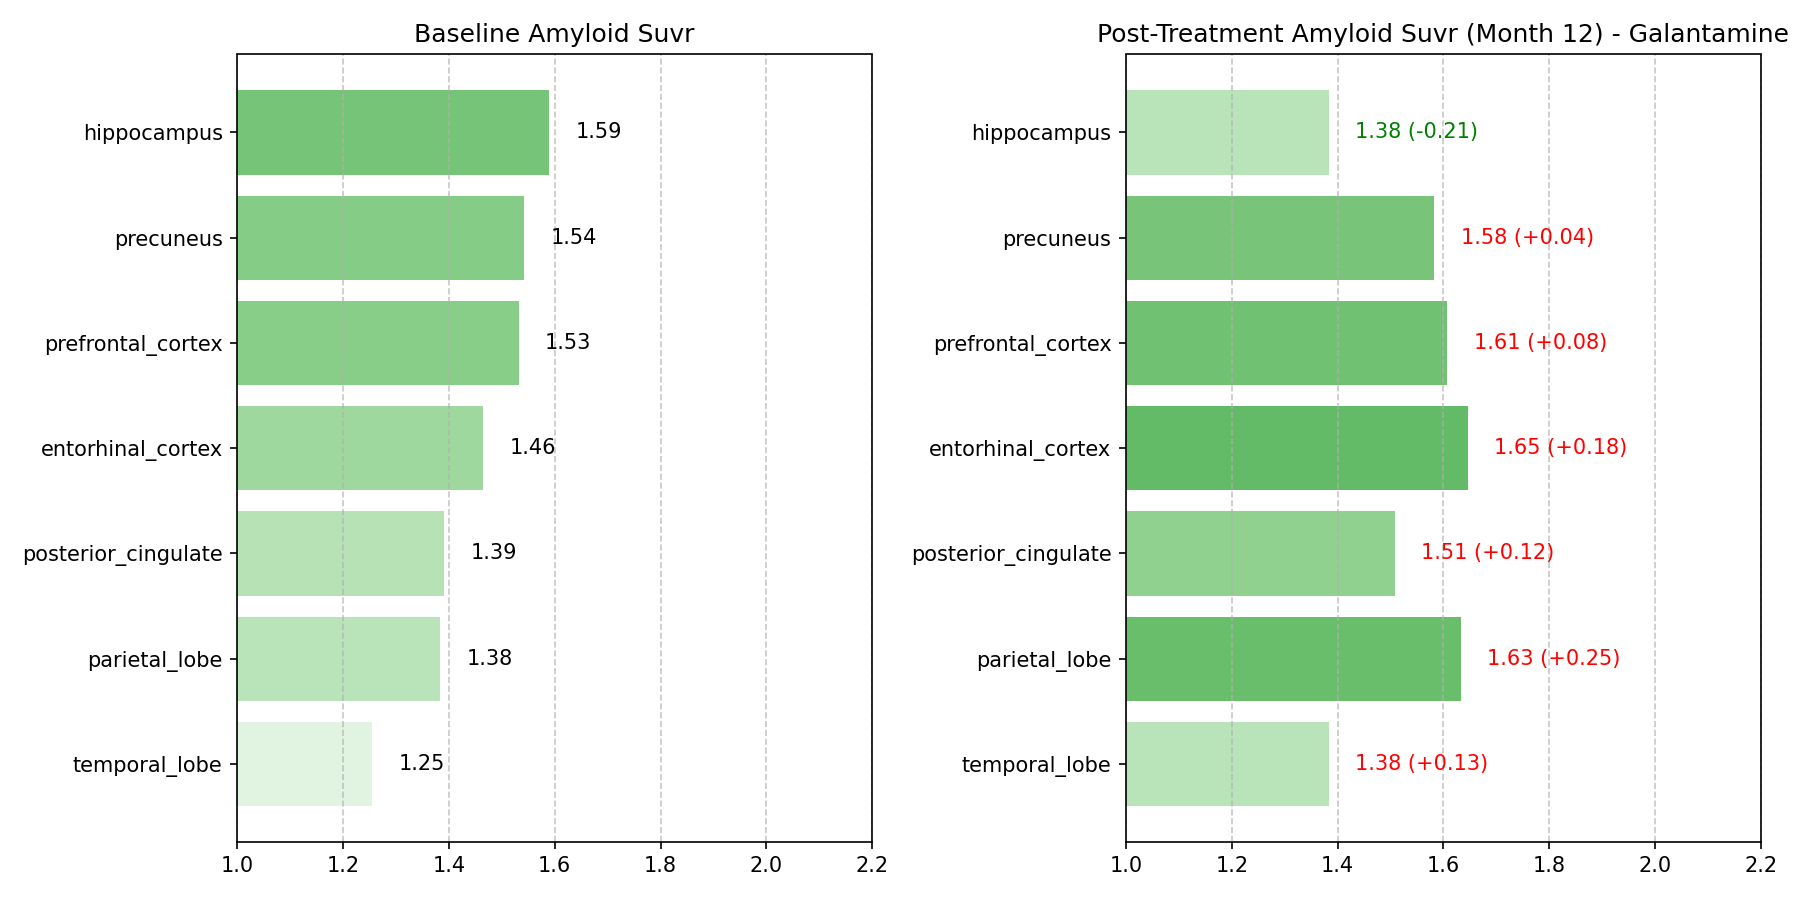 Baseline Amyloid Suvr
hippocampus
1.59
precuneus
1.54
prefrontal_cortex
1.53
entorhinal_cortex
1.46
posterior_cingulate
1.39
parietal_lobe
1.38
temporal_lobe
1.25
1.0 1.2 1.4 1.6 1.8 2.0 2.2
Post-Treatment Amyloid Suvr (Month 12) - Galantamine
hippocampus
1.38 (-0.21)
precuneus
1.58 (+0.04)
prefrontal_cortex
1.61 (+0.08)
entorhinal_cortex
1.65 (+0.18)
posterior_cingulate
1.51 (+0.12)
parietal_lobe
1.63 (+0.25)
temporal_lobe
1.38 (+0.13)
1.0 1.2 1.4 1.6 1.8 2.0 2.2